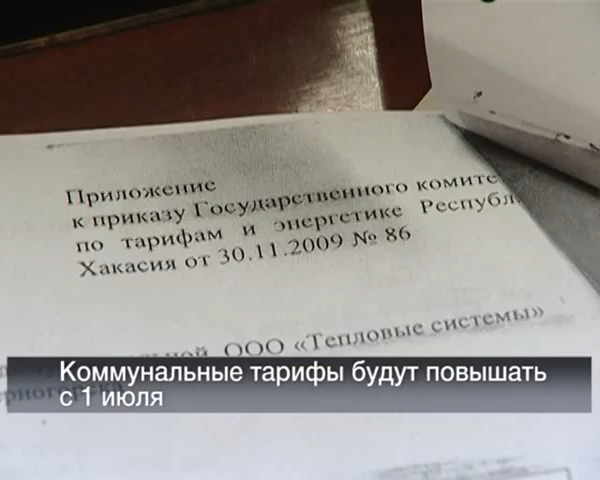 Приложение
к приказу Государственного комите
по тарифам и энергетике Республ
Хакасия от 30.11.2009 № 86
ООО «Тепловые системы»
Коммунальные тарифы будут повышать
с 1 июля